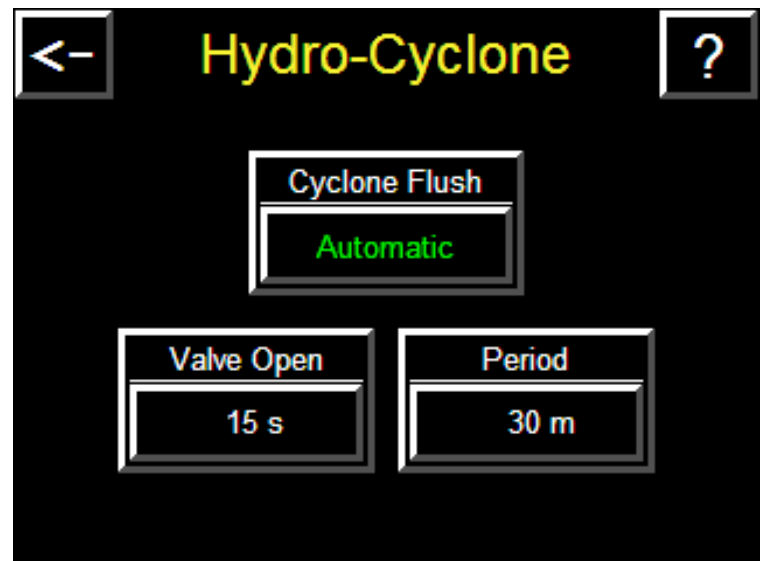 <-
Hydro-Cyclone
?
Cyclone Flush
Automatic
Valve Open
15 s
Period
30 m